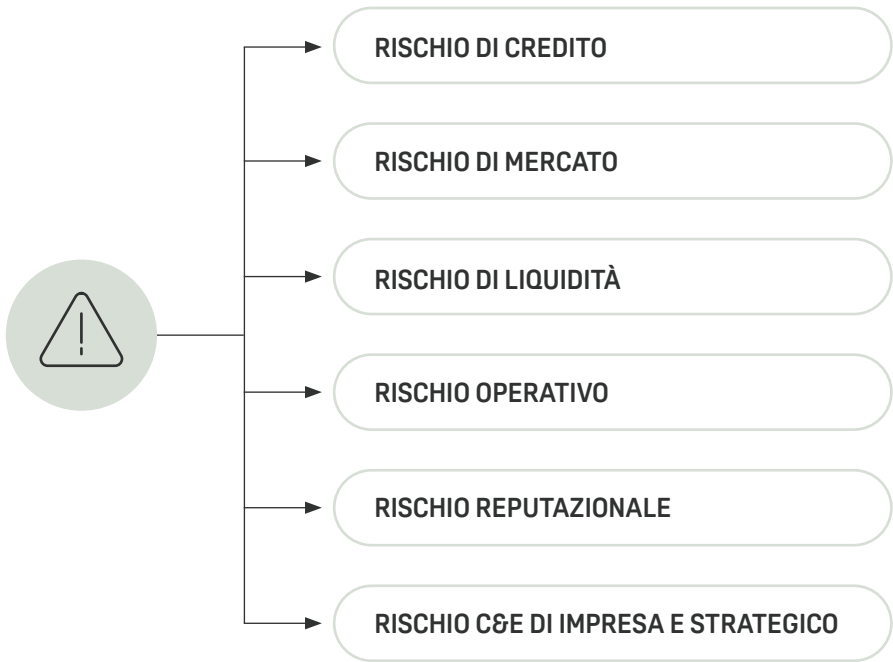 RISCHIO DI CREDITO
RISCHIO DI MERCATO
RISCHIO DI LIQUIDITÀ
RISCHIO OPERATIVO
RISCHIO REPUTAZIONALE
RISCHIO C&E DI IMPRESA E STRATEGICO